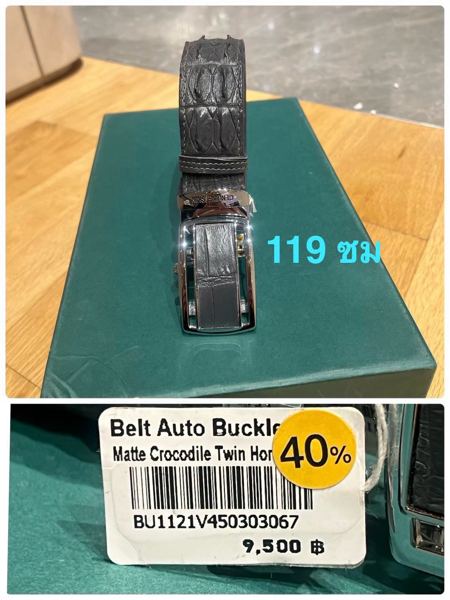 119 ซม
Belt Auto Buckle
40%
Matte Crocodile Twin Hor
BU1121V450303067
9,500 ฿